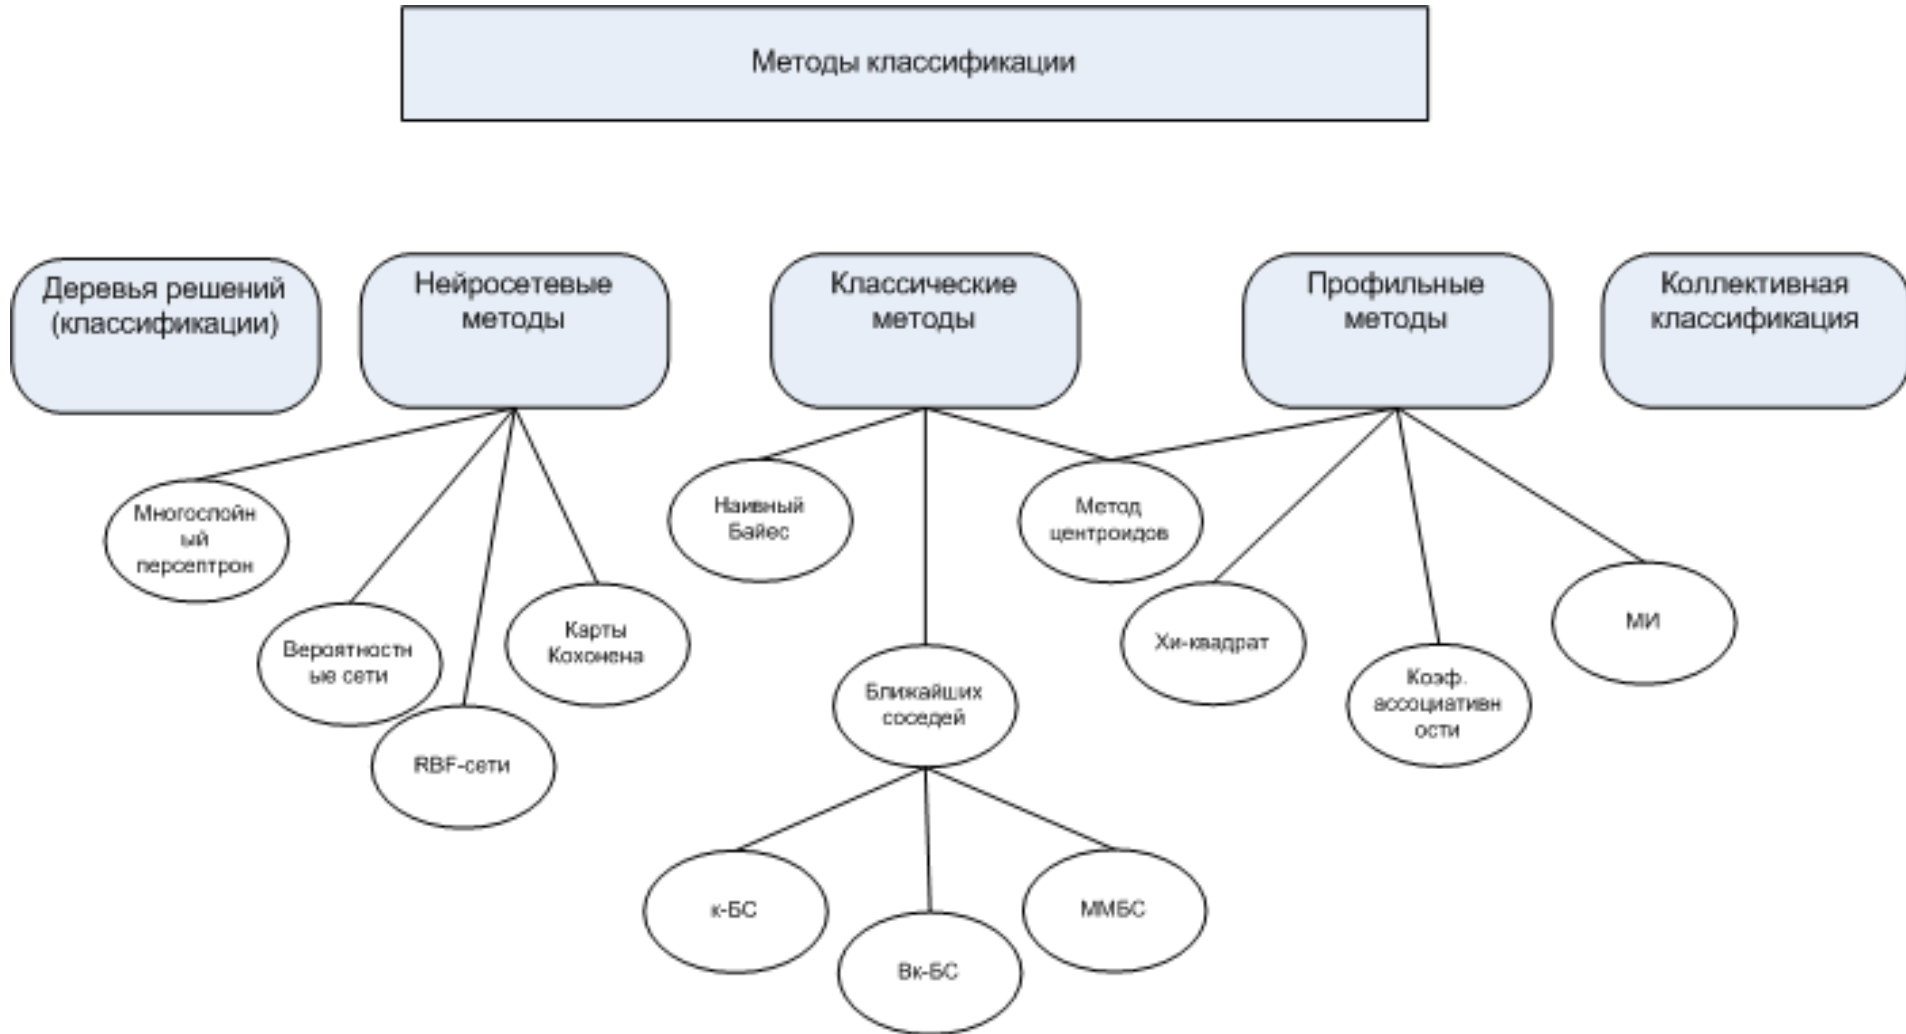 Методы классификации
Деревья решений
(классификации)
Нейросетевые
методы
Классические
методы
Профильные
методы
Коллективная
классификация
Многослойн
ый
персептрон
Вероятностн
ые сети
RBF-сети
Карты
Кохонена
Наивный
Байес
Метод
центроидов
Ближайших
соседей
Хи-квадрат
Коэф.
ассоциативн
ости
МИ
к-БС
Вк-БС
ММБС